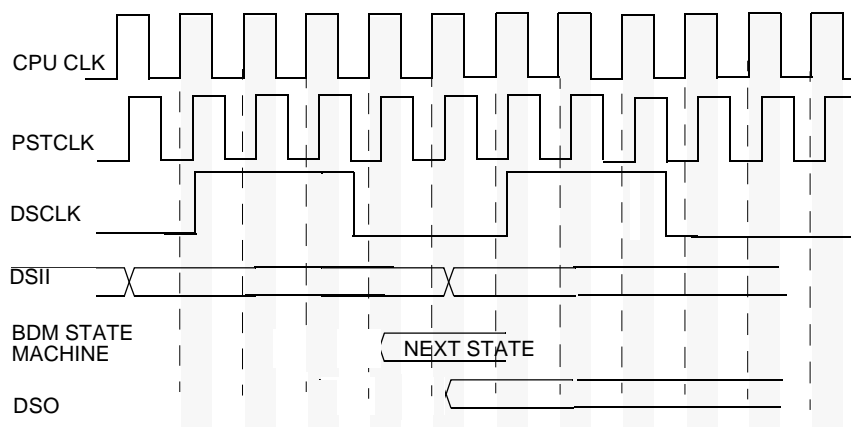 CPU CLK
PSTCLK
DSCLK
DSII
BDM STATE
MACHINE
NEXT STATE
DSO